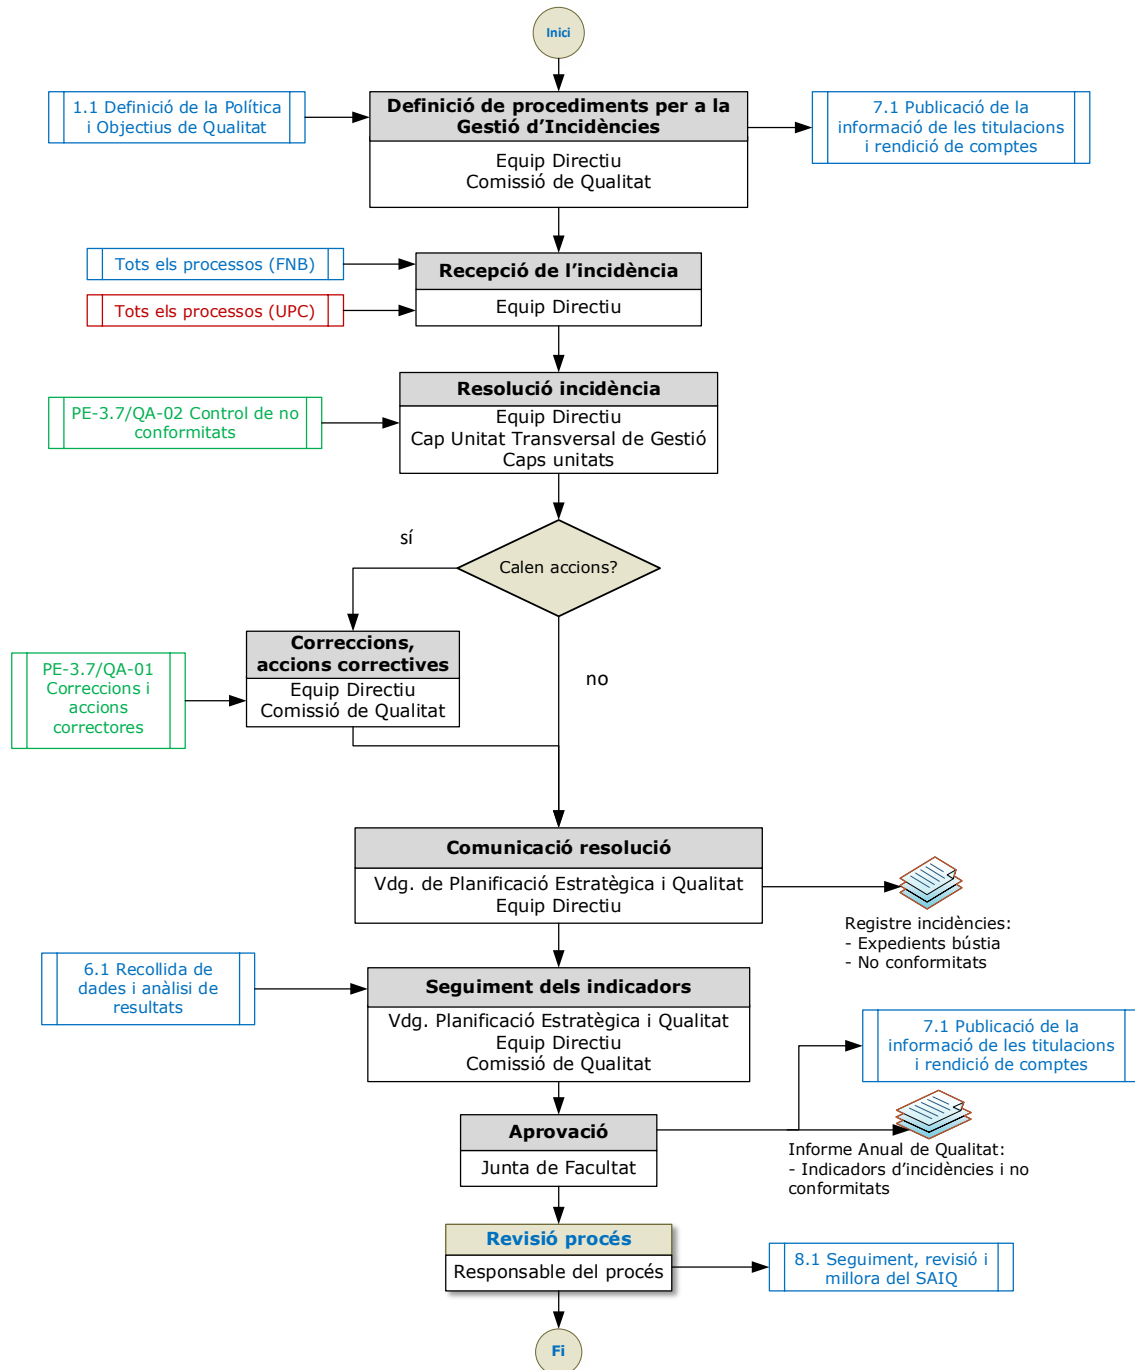 Inici
1.1 Definició de la Política
i Objectius de Qualitat
Definició de procediments per a la
Gestió d’Incidències
Equip Directiu
Comissió de Qualitat
7.1 Publicació de la
informació de les titulacions
i rendició de comptes
Tots els processos (FNB)
Tots els processos (UPC)
Recepció de l’incidència
Equip Directiu
PE-3.7/QA-02 Control de no
conformitats
Resolució incidència
Equip Directiu
Cap Unitat Transversal de Gestió
Caps unitats
Calen accions?
sí
no
PE-3.7/QA-01
Correccions i
accions
correctores
Correccions,
accions correctives
Equip Directiu
Comissió de Qualitat
Comunicació resolució
Vdg. de Planificació Estratègica i Qualitat
Equip Directiu
Registre incidències:
- Expedients bústia
- No conformitats
6.1 Recollida de
dades i anàlisi de
resultats
Seguiment dels indicadors
Vdg. Planificació Estratègica i Qualitat
Equip Directiu
Comissió de Qualitat
7.1 Publicació de la
informació de les titulacions
i rendició de comptes
Aprovació
Junta de Facultat
Informe Anual de Qualitat:
- Indicadors d’incidències i no
conformitats
Revisió procés
Responsable del procés
8.1 Seguiment, revisió i
millora del SAIQ
Fi